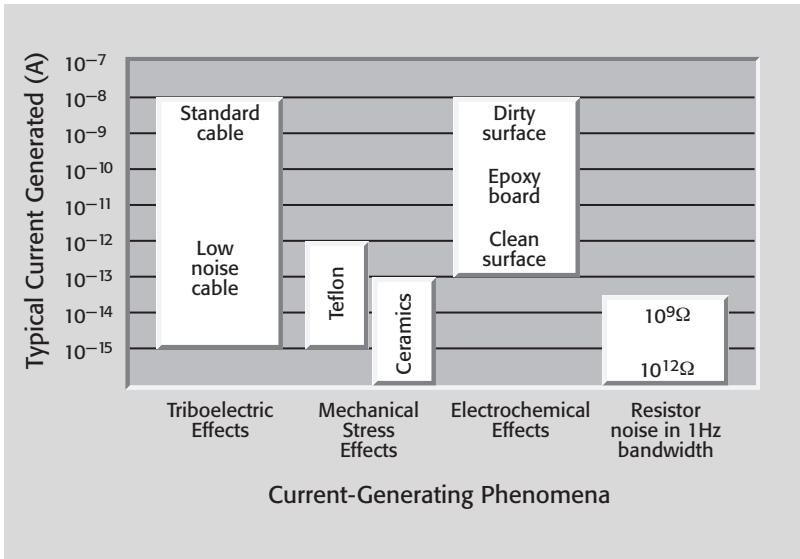 Typical Current Generated (A)
10⁻⁷
10⁻⁸
10⁻⁹
10⁻¹⁰
10⁻¹¹
10⁻¹²
10⁻¹³
10⁻¹⁴
10⁻¹⁵
Standard
cable
Low
noise
cable
Teflon
Ceramics
Dirty
surface
Epoxy
board
Clean
surface
10⁹Ω
10¹²Ω
Triboelectric
Effects
Mechanical
Stress
Effects
Electrochemical
Effects
Resistor
noise in 1Hz
bandwidth
Current-Generating Phenomena